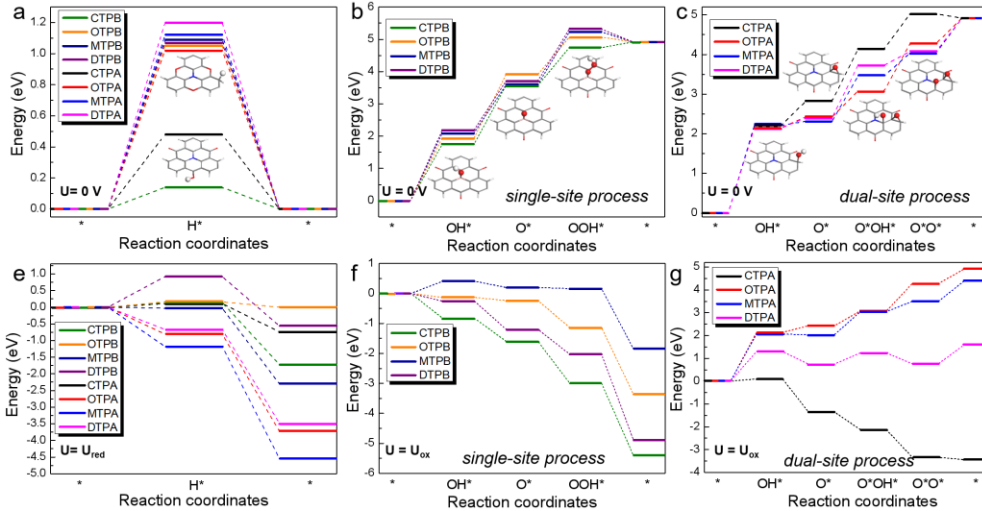 a
Energy (eV)
1.2
1.0
0.8
0.6
0.4
0.2
0.0
CTPB
OTPB
MTPB
DTPB
CTPA
OTPA
MTPA
DTPA
U= 0 V
* H* *
Reaction coordinates
b
Energy (eV)
6
5
4
3
2
1
0
CTPB
OTPB
MTPB
DTPB
U = 0 V
single-site process
OH* O* OOH* *
Reaction coordinates
c
Energy (eV)
5
4
3
2
1
0
CTPA
OTPA
MTPA
DTPA
U = 0 V
dual-site process
OH* O* O*OH* O*O* *
Reaction coordinates
e
Energy (eV)
1.0
0.5
0.0
-0.5
-1.0
-1.5
-2.0
-2.5
-3.0
-3.5
-4.0
-4.5
-5.0
CTPB
OTPB
MTPB
DTPB
CTPA
OTPA
MTPA
DTPA
U= Ured
* H* *
Reaction coordinates
f
Energy (eV)
1
0
-1
-2
-3
-4
-5
-6
CTPB
OTPB
MTPB
DTPB
U = Uox
single-site process
OH* O* OOH* *
Reaction coordinates
g
Energy (eV)
5
4
3
2
1
0
-1
-2
-3
-4
CTPA
OTPA
MTPA
DTPA
U = Uox
dual-site process
* OH* O* O*OH* O*O* *
Reaction coordinates